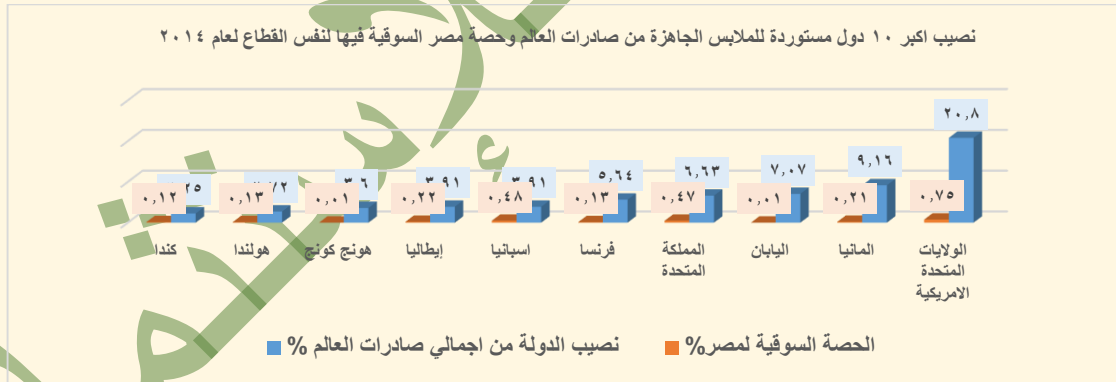 نصيب اكبر ١٠ دول مستوردة للملابس الجاهزة من صادرات العالم وحصة مصر السوقية فيها لنفس القطاع لعام ٢٠١٤
٢٠,٨
٩,١٦
٧,٠٧
٦,٦٣
٥,٦٤
٣,٩١
٣,٩١
٣,٦
٠,٧٥
٠,٢١
٠,٠١
٠,٤٧
٠,١٣
٠,٤٨
٠,٢٢
٠,٠١
٠,١٣
٠,١٢
الولايات المتحدة الامريكية
المانيا
اليابان
المملكة المتحدة
فرنسا
اسبانيا
إيطاليا
هونج كونج
هولندا
كندا
الحصة السوقية لمصر%
نصيب الدولة من اجمالي صادرات العالم %